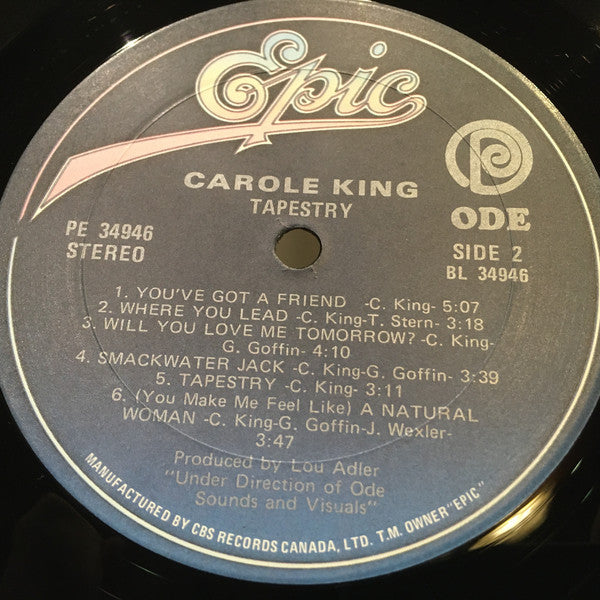 Epic
CAROLE KING
TAPESTRY
ODE
PE 34946
STEREO
SIDE 2
BL 34946
1. YOU'VE GOT A FRIEND -C. King- 5:07
2. WHERE YOU LEAD -C. King-T. Stern- 3:18
3. WILL YOU LOVE ME TOMORROW? -C. King-
G. Goffin- 4:10
4. SMACKWATER JACK -C. King-G. Goffin- 3:39
5. TAPESTRY -C. King- 3:11
6. (You Make Me Feel Like) A NATURAL
WOMAN -C. King-G. Goffin-J. Wexler-
3:47
Produced by Lou Adler
"Under Direction of Ode
Sounds and Visuals"
MANUFACTURED BY CBS RECORDS CANADA, LTD. T.M. OWNER "EPIC"